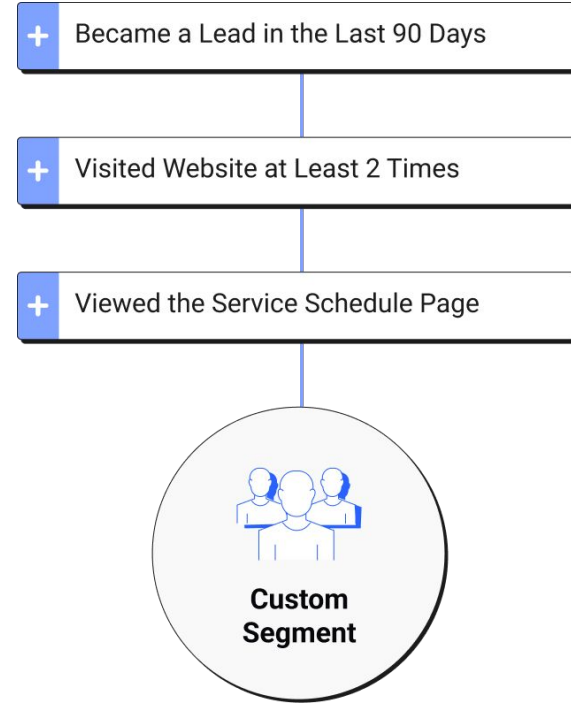 Became a Lead in the Last 90 Days
Visited Website at Least 2 Times
Viewed the Service Schedule Page
Custom
Segment